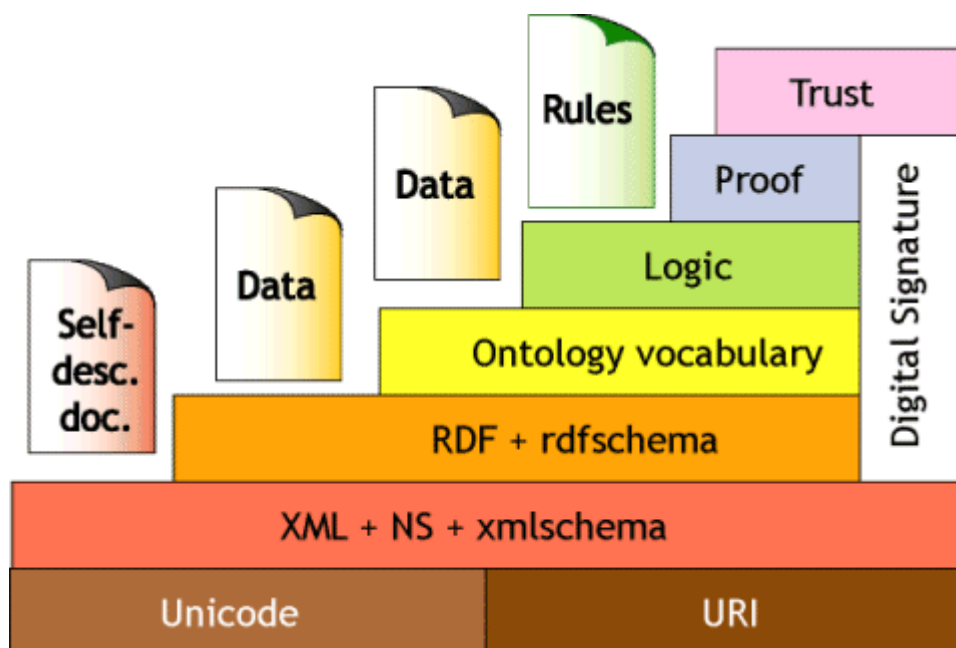 Rules
Trust
Data
Proof
Data
Logic
Self-
desc.
doc.
Ontology vocabulary
Digital Signature
RDF + rdfschema
XML + NS + xmlschema
Unicode
URI